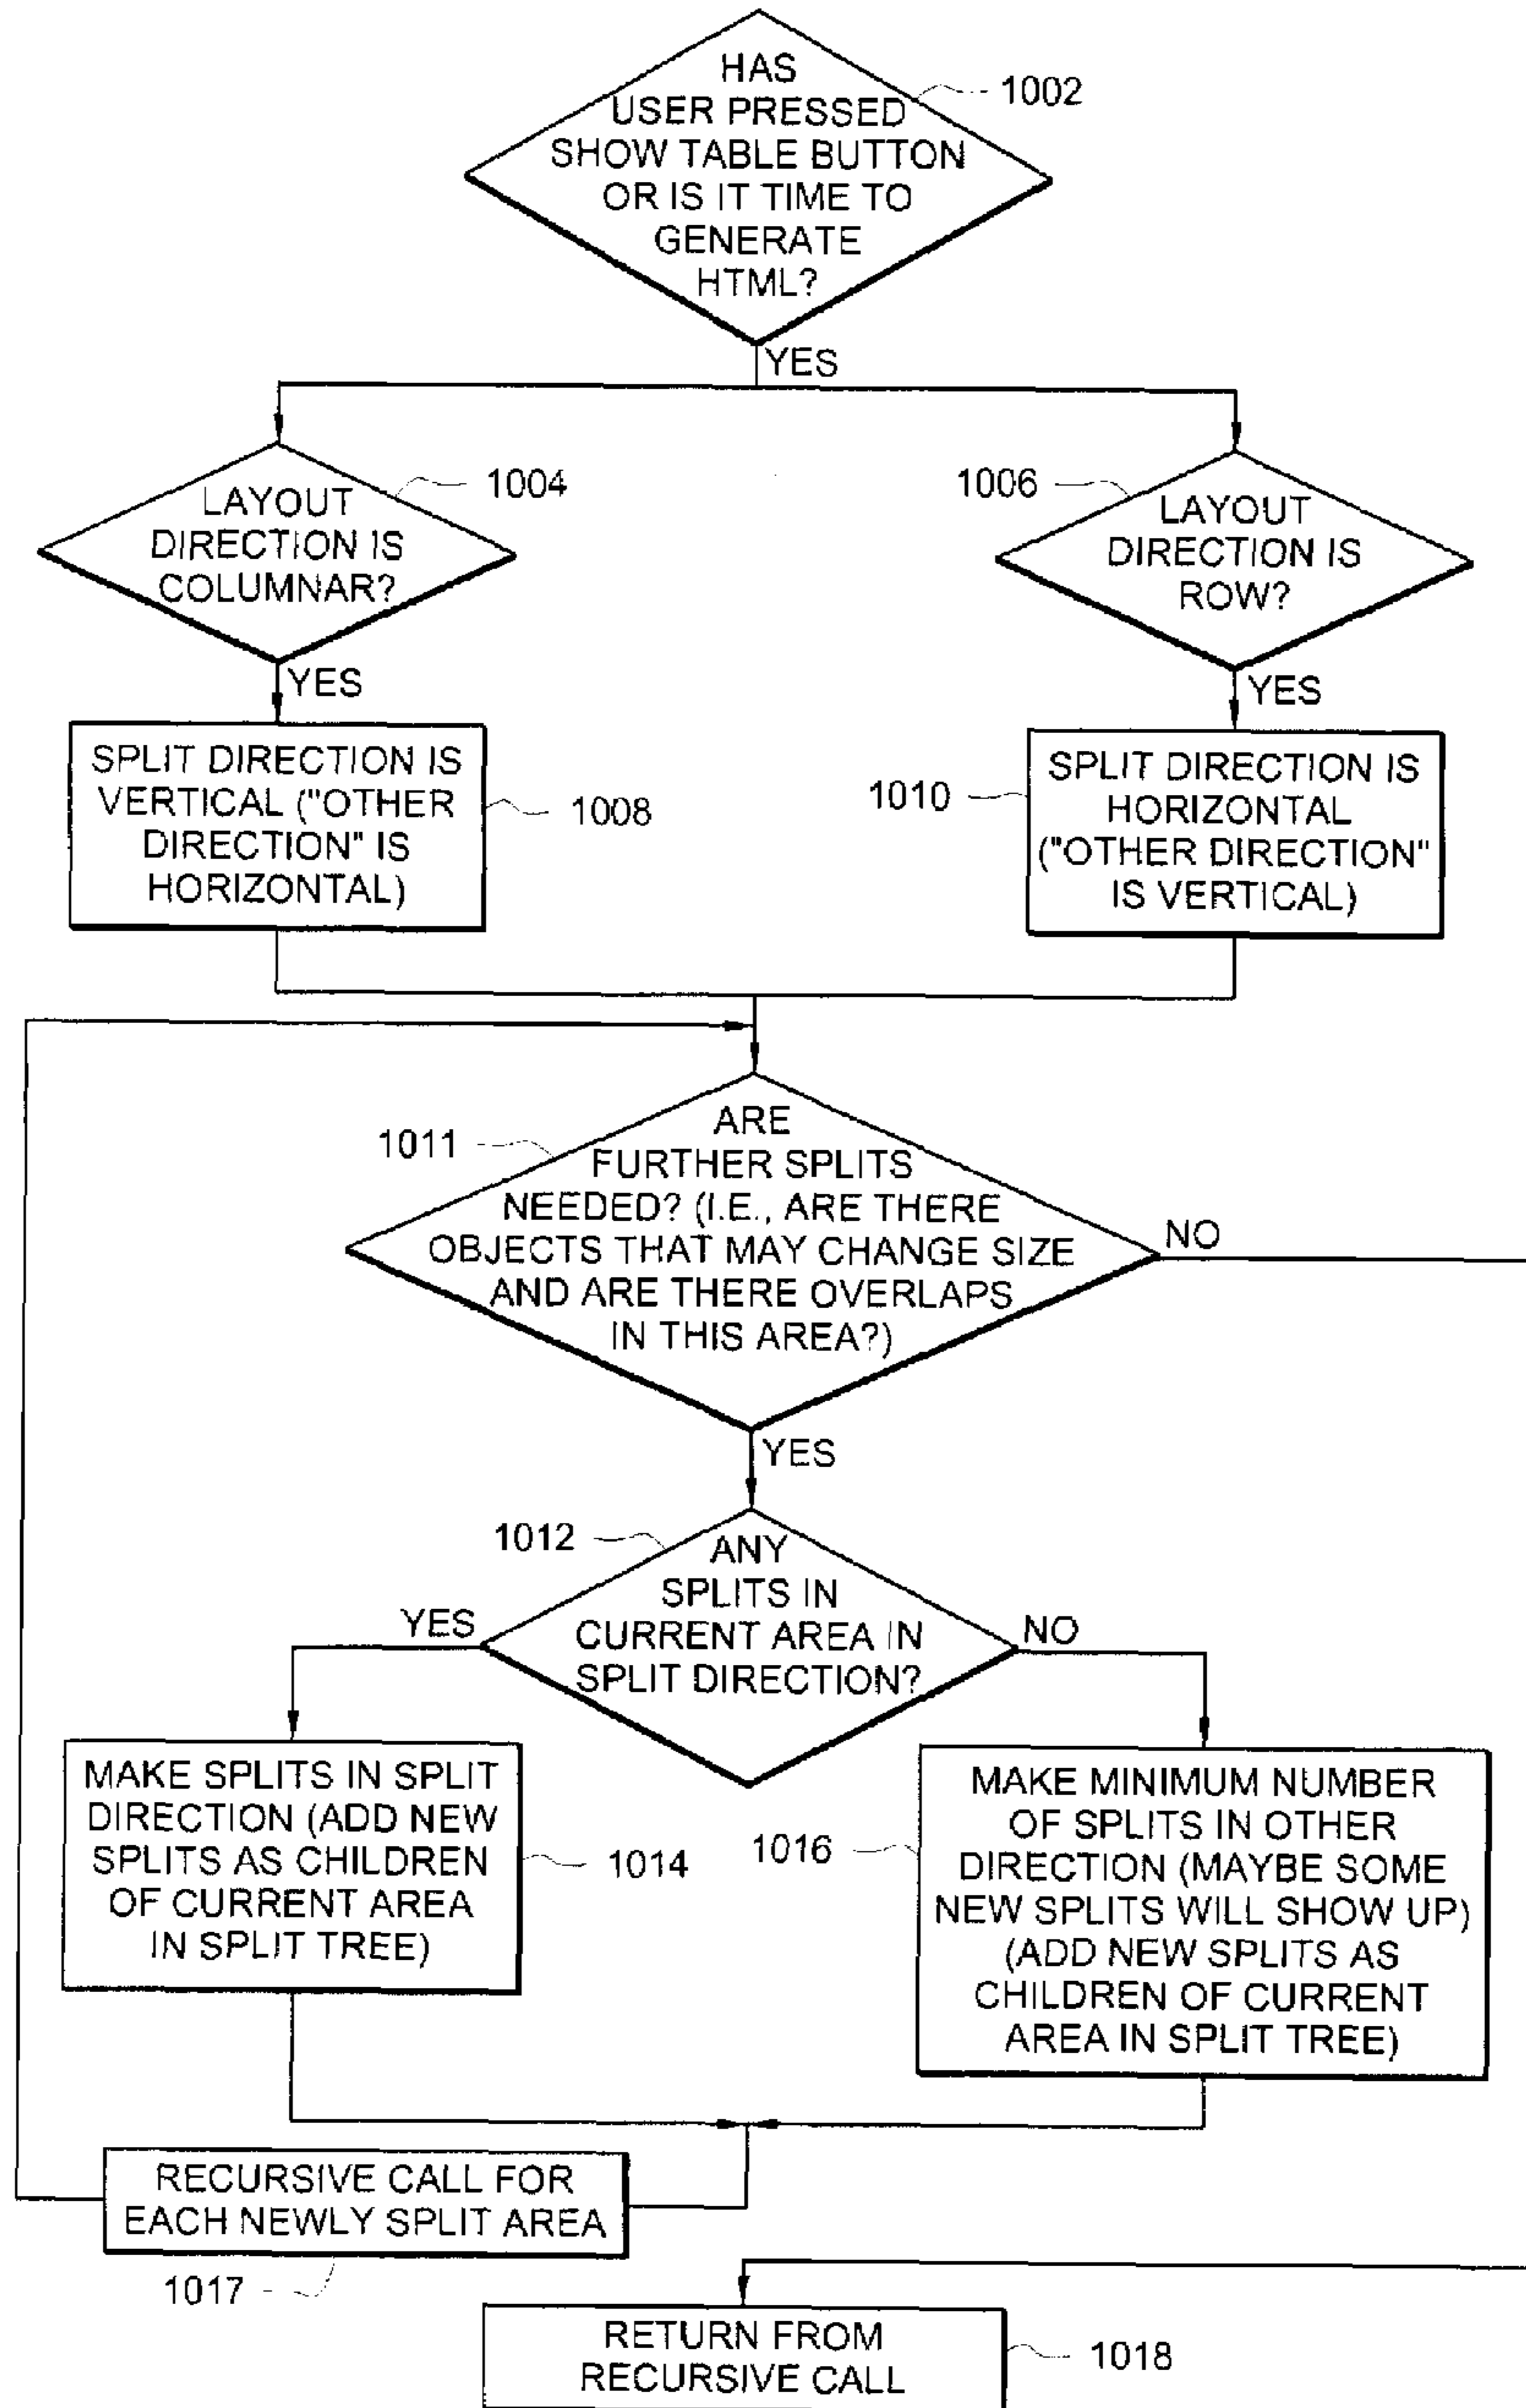 HAS
USER PRESSED
SHOW TABLE BUTTON
OR IS IT TIME TO
GENERATE
HTML?
1002
YES
LAYOUT
DIRECTION IS
COLUMNAR?
1004
YES
1006
LAYOUT
DIRECTION IS
ROW?
YES
SPLIT DIRECTION IS
VERTICAL ("OTHER
DIRECTION" IS
HORIZONTAL)
1008
1010
SPLIT DIRECTION IS
HORIZONTAL
("OTHER DIRECTION"
IS VERTICAL)
1011
ARE
FURTHER SPLITS
NEEDED? (I.E., ARE THERE
OBJECTS THAT MAY CHANGE SIZE
AND ARE THERE OVERLAPS
IN THIS AREA?)
NO
YES
1012
ANY
SPLITS IN
CURRENT AREA IN
SPLIT DIRECTION?
YES
NO
MAKE SPLITS IN SPLIT
DIRECTION (ADD NEW
SPLITS AS CHILDREN
OF CURRENT AREA
IN SPLIT TREE)
1014
1016
MAKE MINIMUM NUMBER
OF SPLITS IN OTHER
DIRECTION (MAYBE SOME
NEW SPLITS WILL SHOW UP)
(ADD NEW SPLITS AS
CHILDREN OF CURRENT
AREA IN SPLIT TREE)
RECURSIVE CALL FOR
EACH NEWLY SPLIT AREA
1017
RETURN FROM
RECURSIVE CALL
1018